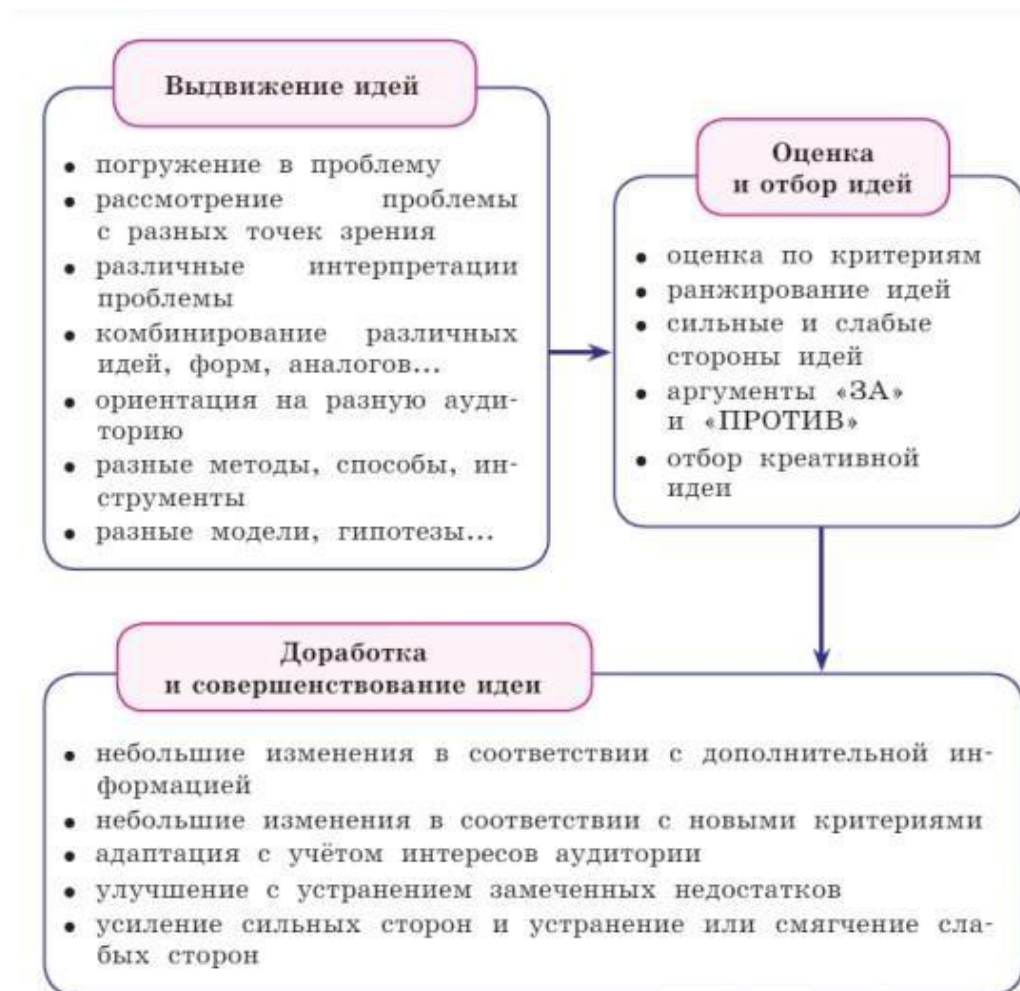 Выдвижение идей
• погружение в проблему
• рассмотрение проблемы
с разных точек зрения
• различные интерпретации
проблемы
• комбинирование различных
идей, форм, аналогов...
• ориентация на разную ауди-
торию
• разные методы, способы, ин-
струменты
• разные модели, гипотезы...
Оценка
и отбор идей
• оценка по критериям
• ранжирование идей
• сильные и слабые
стороны идей
• аргументы «ЗА»
и «ПРОТИВ»
• отбор креативной
идеи
Доработка
и совершенствование идеи
• небольшие изменения в соответствии с дополнительной ин-
формацией
• небольшие изменения в соответствии с новыми критериями
• адаптация с учётом интересов аудитории
• улучшение с устранением замеченных недостатков
• усиление сильных сторон и устранение или смягчение сла-
бых сторон